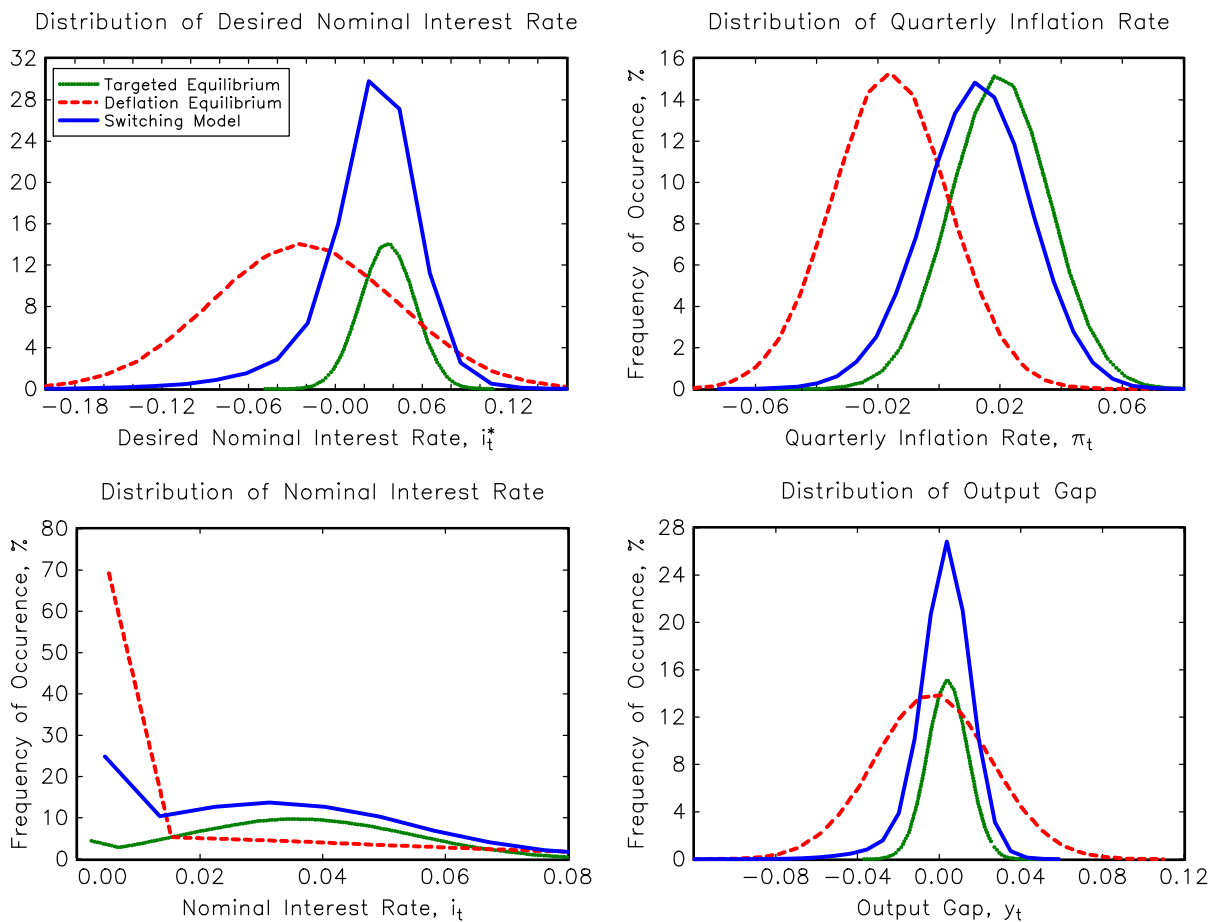 Distribution of Desired Nominal Interest Rate
32
28
24
20
16
12
8
4
0
Targeted Equilibrium
Deflation Equilibrium
Switching Model
-0.18 -0.12 -0.06 -0.00 0.06 0.12
Desired Nominal Interest Rate, i*t
Distribution of Quarterly Inflation Rate
Frequency of Occurence, %
16
14
12
10
8
6
4
2
0
-0.06 -0.02 0.02 0.06
Quarterly Inflation Rate, πt
Distribution of Nominal Interest Rate
Frequency of Occurence, %
80
70
60
50
40
30
20
10
0
0.00 0.02 0.04 0.06 0.08
Nominal Interest Rate, it
Distribution of Output Gap
Frequency of Occurence, %
28
24
20
16
12
8
4
0
-0.08 -0.04 0.00 0.04 0.08 0.12
Output Gap, yt